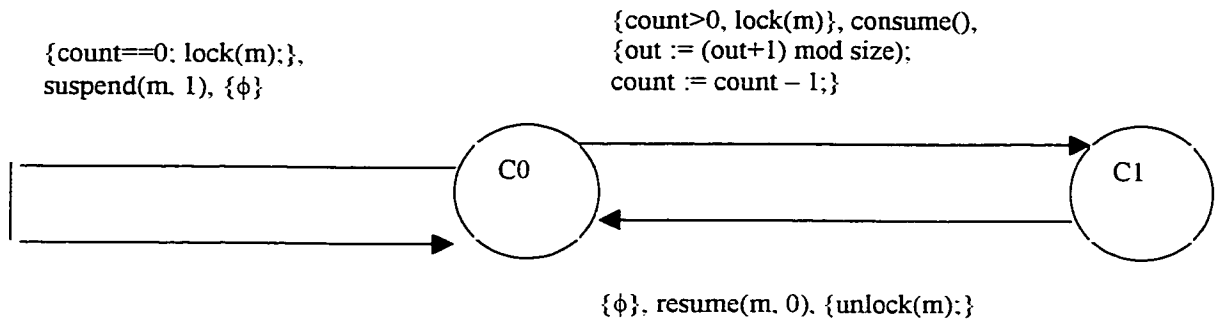 {count==0; lock(m);},
suspend(m, 1), {ϕ}
{count>0, lock(m)}, consume(),
{out := (out+1) mod size);
count := count – 1;}
C0
C1
{ϕ}, resume(m, 0), {unlock(m);}